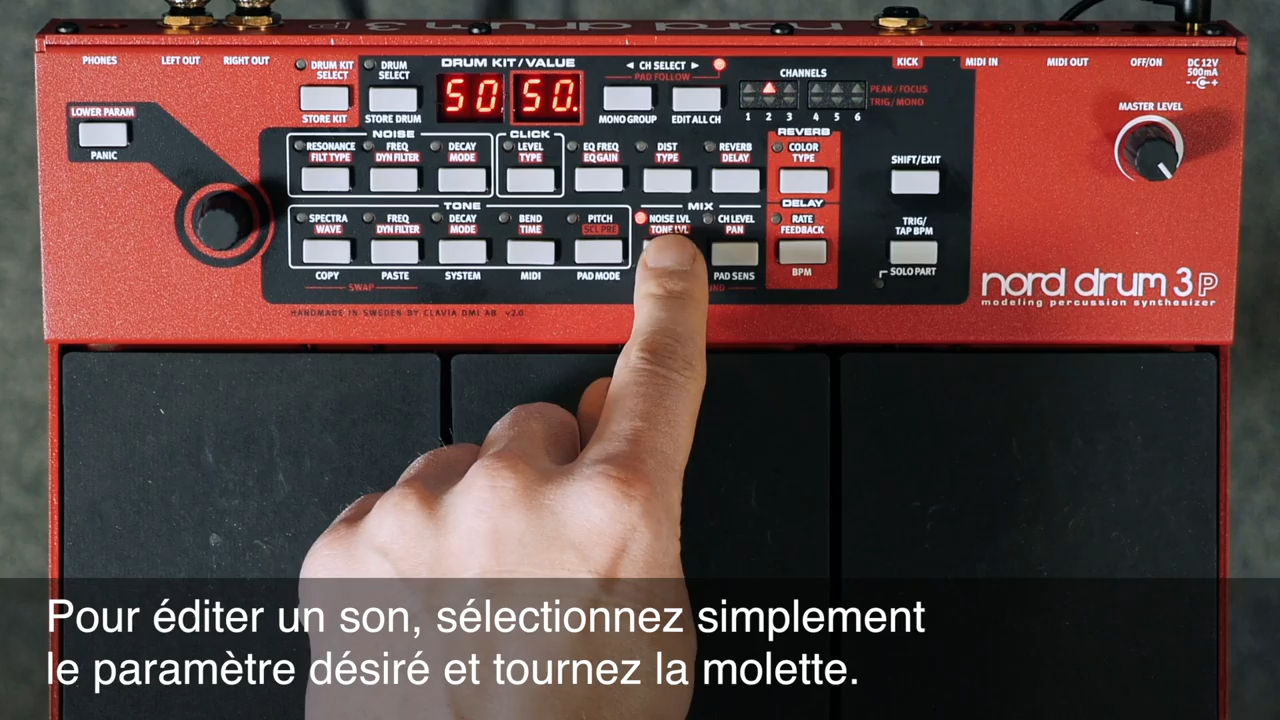 nord drum 3P
PHONES
LEFT OUT
RIGHT OUT
DRUM KIT SELECT
STORE KIT
DRUM SELECT
STORE DRUM
DRUM KIT/VALUE
50 50.
◄ CH SELECT ►
PAD FOLLOW
MONO GROUP
EDIT ALL CH
CHANNELS
1 2 3 4 5 6
PEAK/FOCUS
TRIG/MONO
KICK
MIDI IN
MIDI OUT
OFF/ON
DC 12V
500mA
MASTER LEVEL
LOWER PARAM
PANIC
NOISE
RESONANCE
FILT TYPE
FREQ
DYN FILTER
DECAY
MODE
CLICK
LEVEL
TYPE
EQ FREQ
EQ GAIN
DIST
TYPE
REVERB
DELAY
REVERB
COLOR
TYPE
SHIFT/EXIT
TONE
SPECTRA
WAVE
FREQ
DYN FILTER
DECAY
MODE
BEND
TIME
PITCH
SCL PRE
MIX
NOISE LVL
TONE LVL
CH LEVEL
PAN
DELAY
RATE
FEEDBACK
TRIG/
TAP BPM
COPY
PASTE
SYSTEM
MIDI
PAD MODE
PAD SENS
BPM
SOLO PART
SWAP
HANDMADE IN SWEDEN BY CLAVIA DMI AB v2.0
nord drum 3P
modeling percussion synthesizer
Pour éditer un son, sélectionnez simplement
le paramètre désiré et tournez la molette.